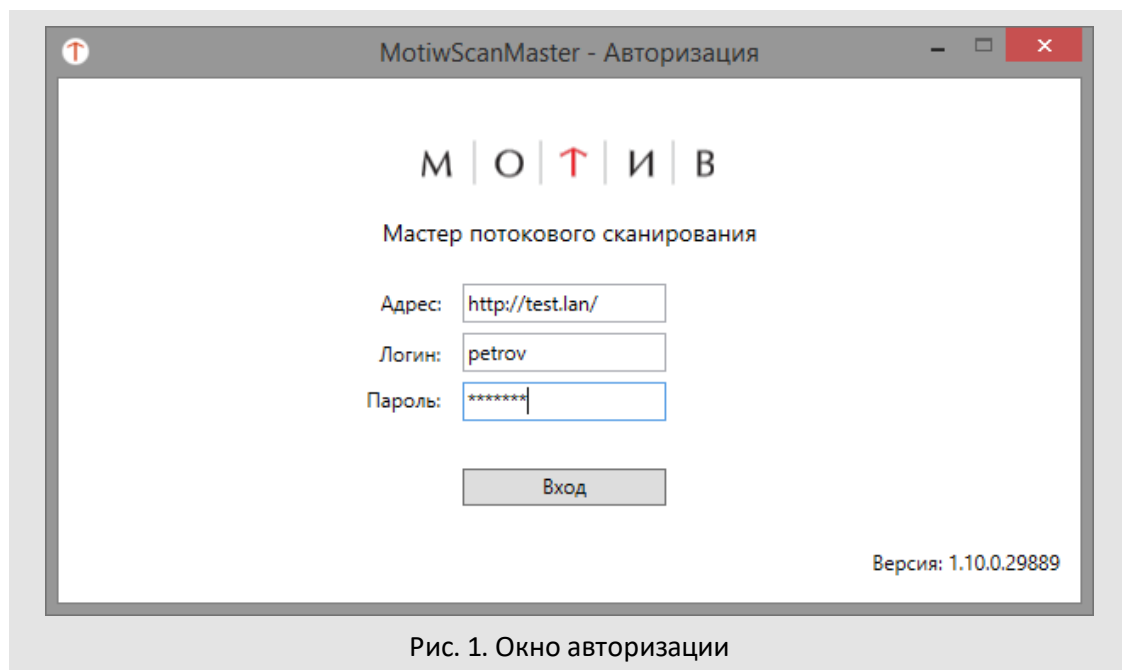 MotiwScanMaster - Авторизация
М | О | Т | И | В
Мастер потокового сканирования
Адрес: http://test.lan/
Логин: petrov
Пароль: *******
Вход
Версия: 1.10.0.29889
Рис. 1. Окно авторизации